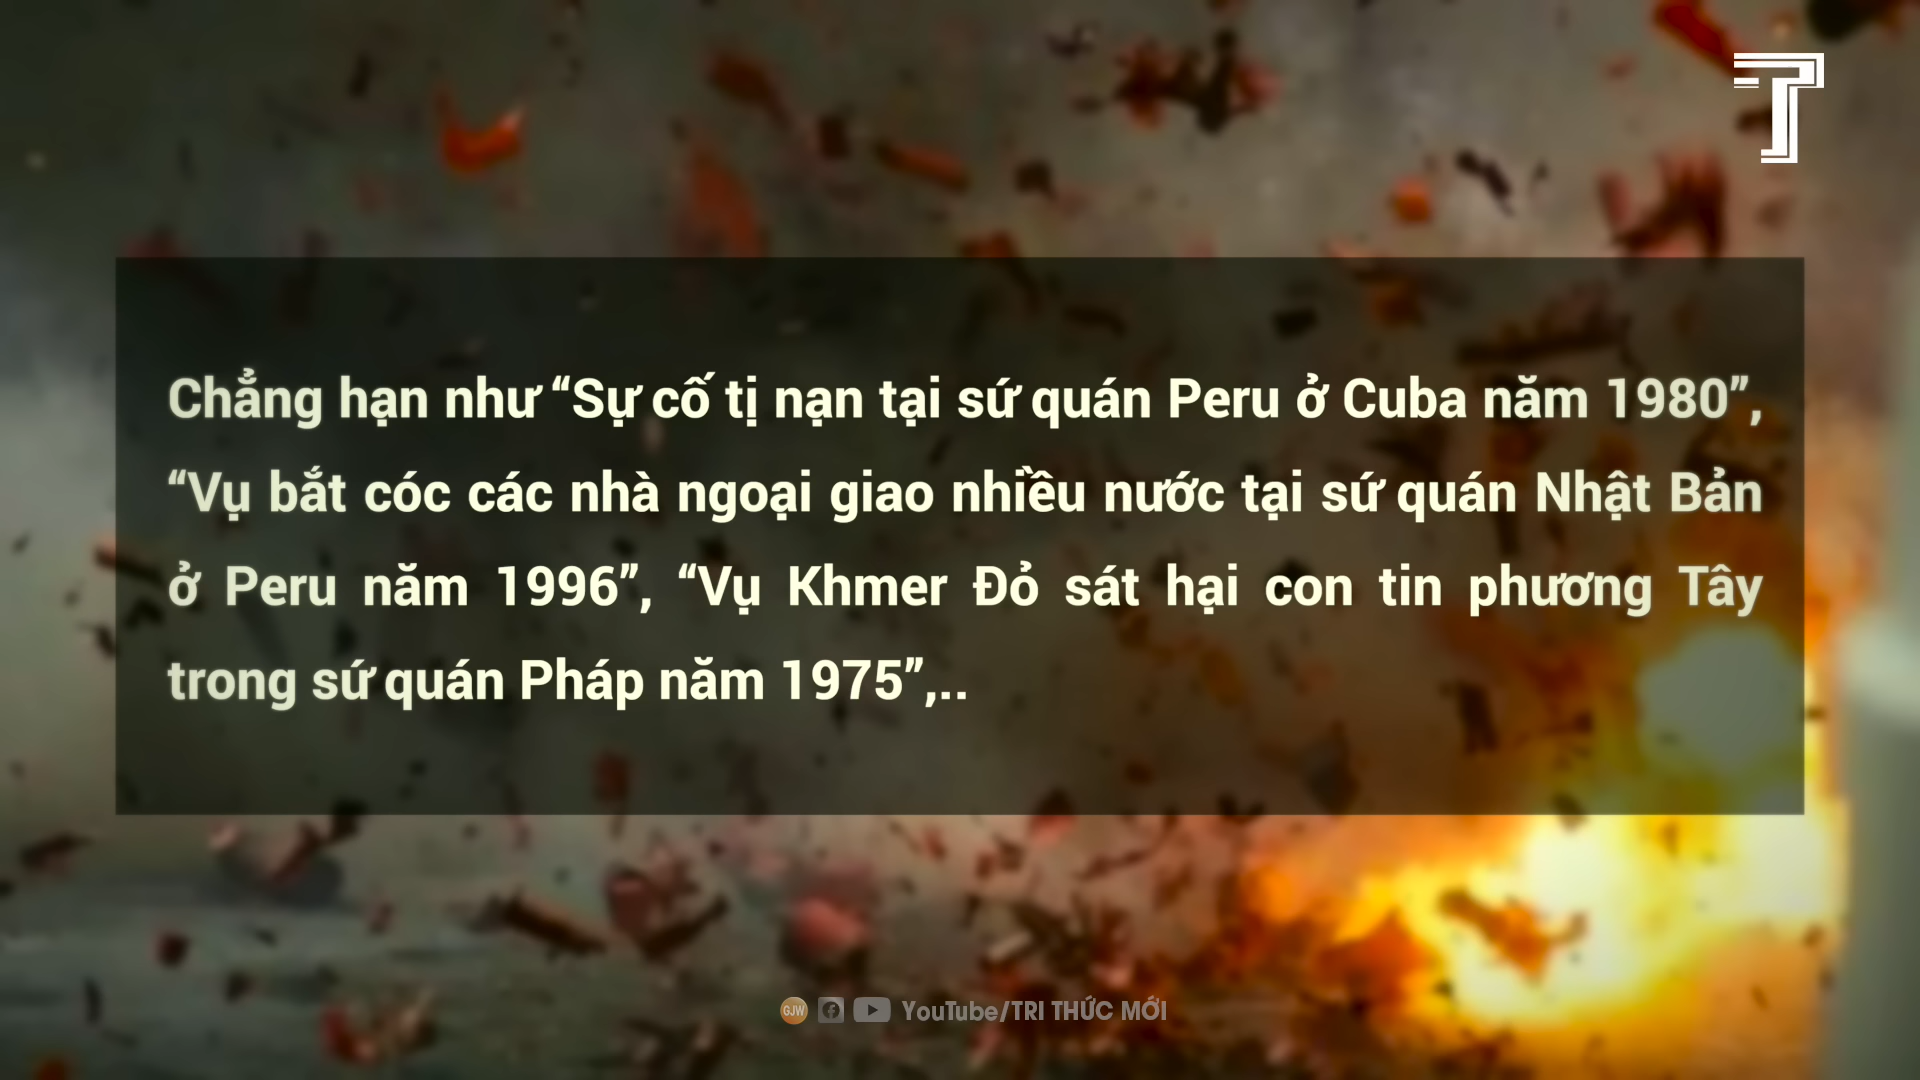 Chẳng hạn như “Sự cố tị nạn tại sứ quán Peru ở Cuba năm 1980”,
“Vụ bắt cóc các nhà ngoại giao nhiều nước tại sứ quán Nhật Bản
ở Peru năm 1996”, “Vụ Khmer Đỏ sát hại con tin phương Tây
trong sứ quán Pháp năm 1975”,..
GJW YouTube/TRI THỨC MỚI